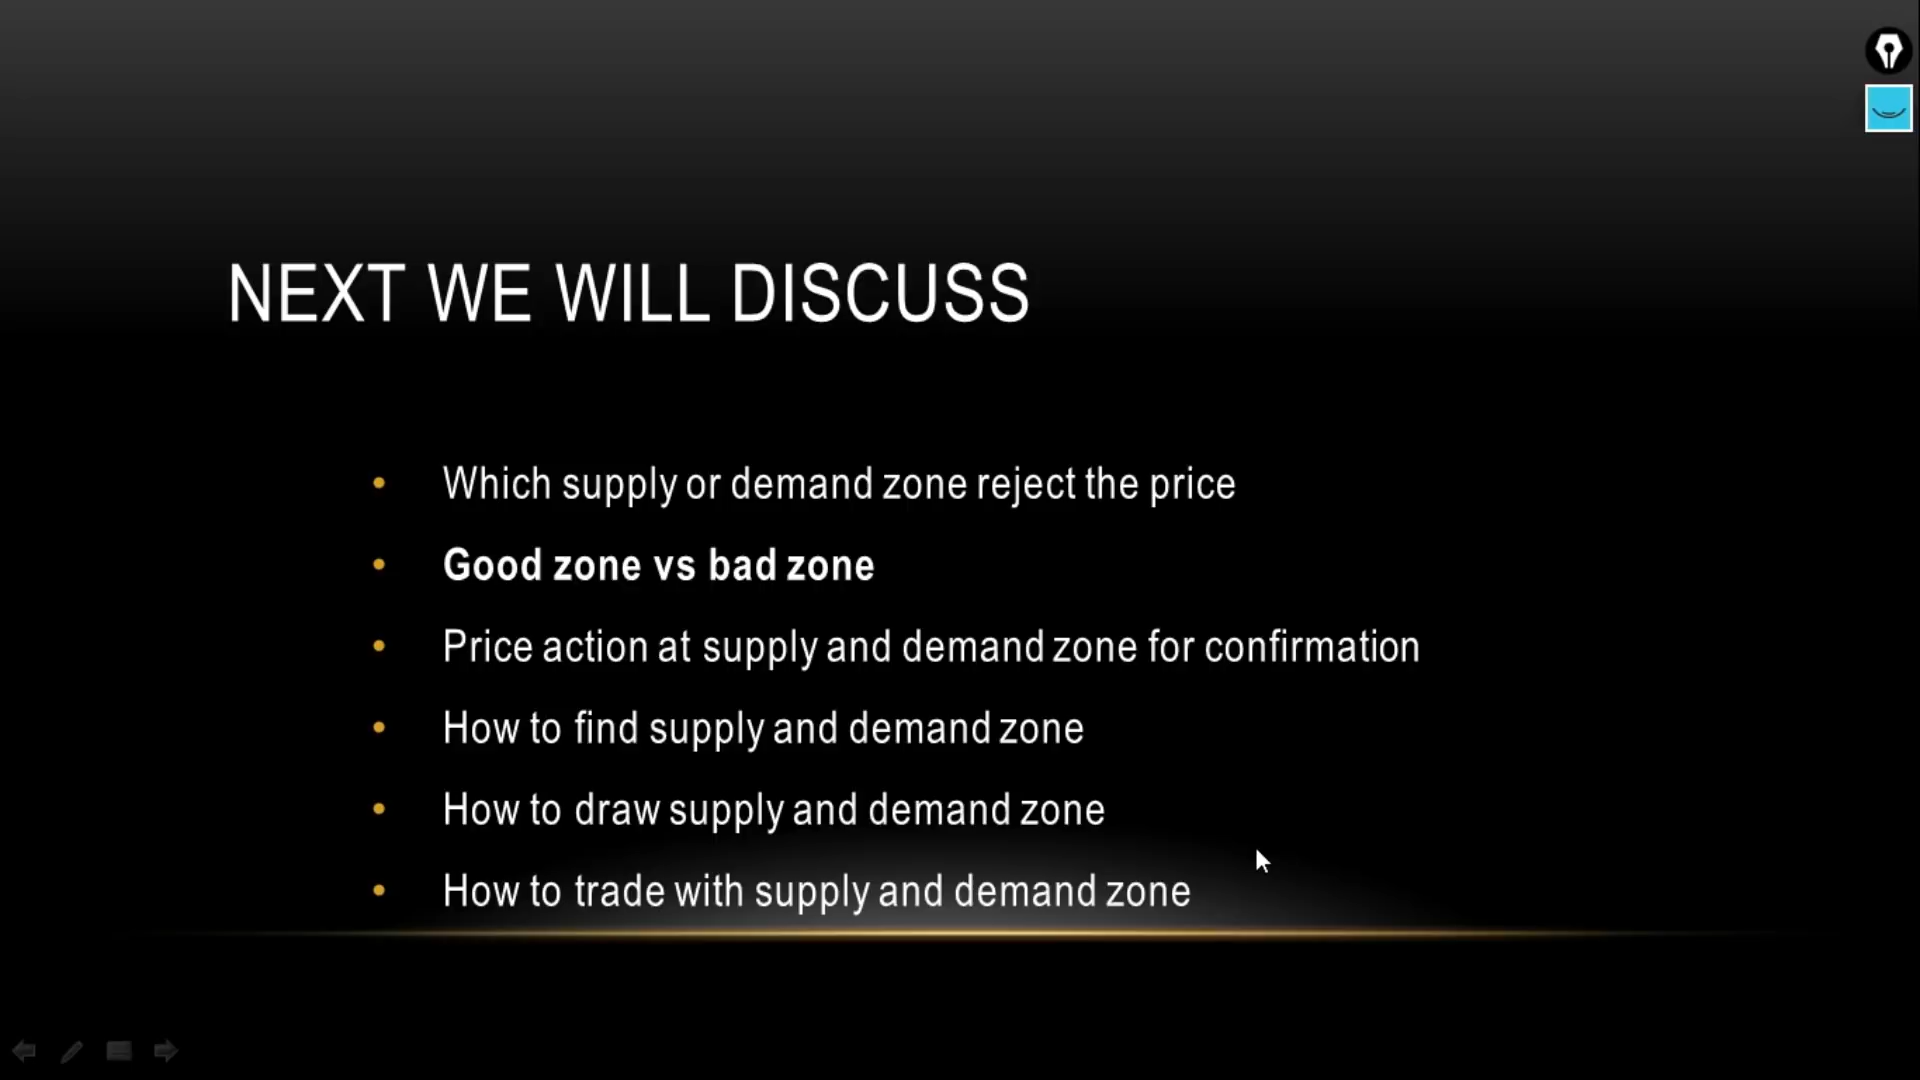 NEXT WE WILL DISCUSS
• Which supply or demand zone reject the price
• Good zone vs bad zone
• Price action at supply and demand zone for confirmation
• How to find supply and demand zone
• How to draw supply and demand zone
• How to trade with supply and demand zone